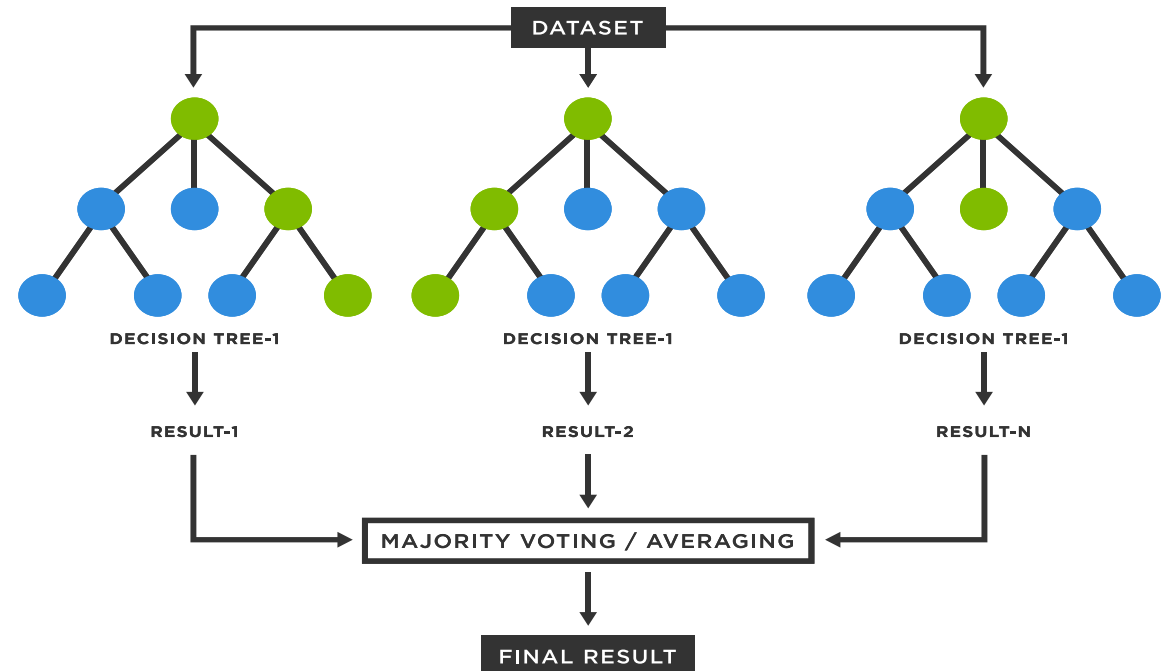 DATASET
DECISION TREE-1
DECISION TREE-1
DECISION TREE-1
RESULT-1
RESULT-2
RESULT-N
MAJORITY VOTING / AVERAGING
FINAL RESULT